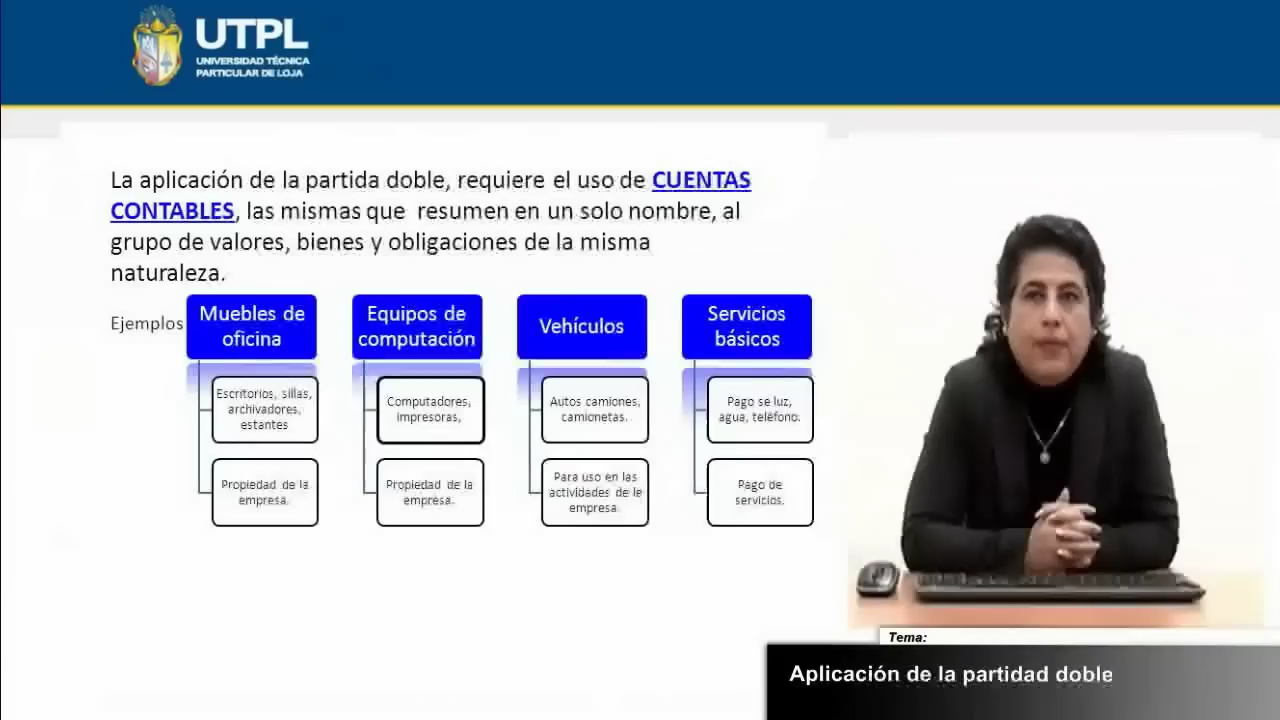 UTPL
UNIVERSIDAD TÉCNICA
PARTICULAR DE LOJA
La aplicación de la partida doble, requiere el uso de CUENTAS
CONTABLES, las mismas que resumen en un solo nombre, al
grupo de valores, bienes y obligaciones de la misma
naturaleza.
Ejemplos
Muebles de
oficina
Escritorios, sillas,
archivadores,
estantes
Propiedad de la
empresa.
Equipos de
computación
Computadores,
impresoras,
Propiedad de la
empresa.
Vehículos
Autos camiones,
camionetas.
Para uso en las
actividades de le
empresa.
Servicios
básicos
Pago se luz,
agua, teléfono.
Pago de
servicios.
Tema:
Aplicación de la partidad doble